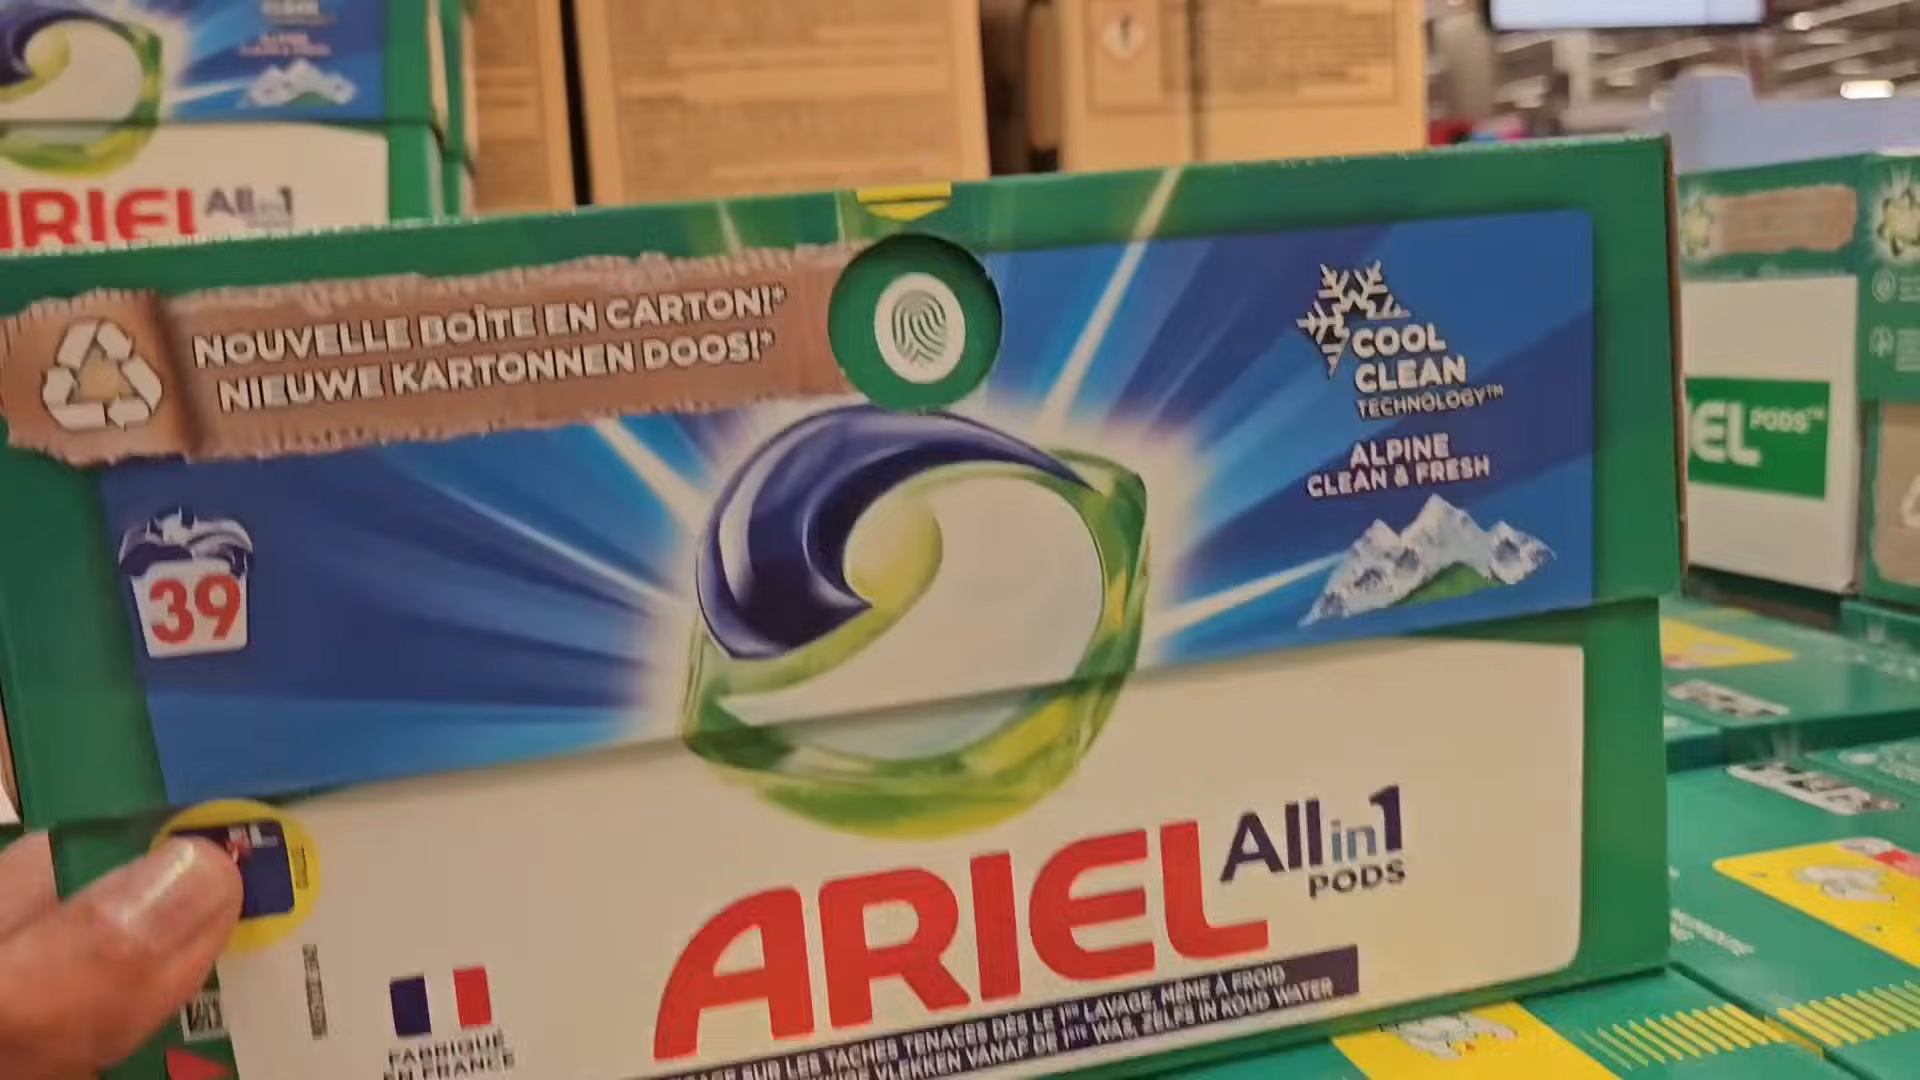 NOUVELLE BOÎTE EN CARTON!*
NIEUWE KARTONNEN DOOS!*
COOL
CLEAN
TECHNOLOGY™
ALPINE
CLEAN & FRESH
39
ARIEL
All in 1
PODS
SUR LES TACHES TENACES DÈS LE 1ER LAVAGE, MÊME À FROID
VLEKKEN VANAF DE 1STE WAS, ZELFS IN KOUD WATER
FABRIQUÉ
EN FRANCE
CLEAN
ARIEL All in 1
EL PODS™